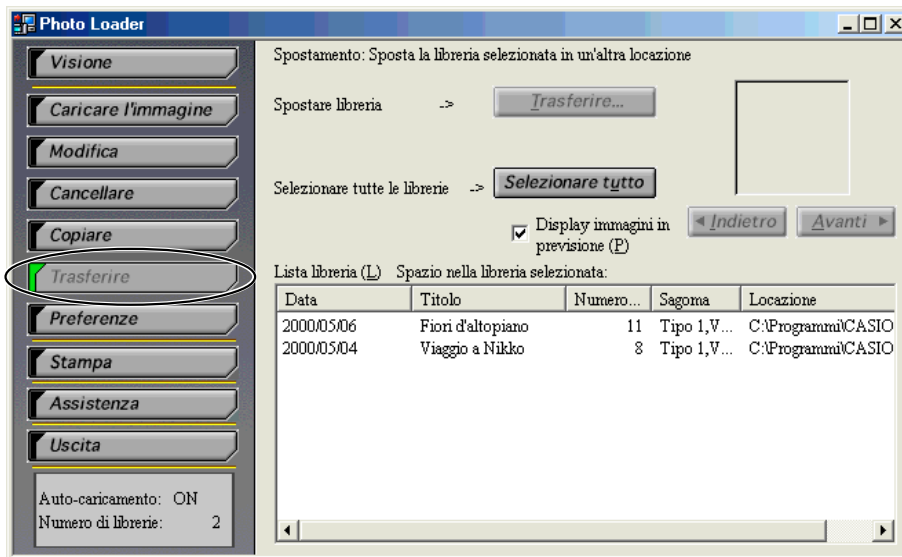 Photo Loader
Visione
Caricare l'immagine
Modifica
Cancellare
Copiare
Trasferire
Preferenze
Stampa
Assistenza
Uscita
Auto-caricamento: ON
Numero di librerie: 2
Spostamento: Sposta la libreria selezionata in un'altra locazione
Spostare libreria -> Trasferire...
Selezionare tutte le librerie -> Selezionare tutto
Display immagini in
previsione (P)
Indietro Avanti
Lista libreria (L) Spazio nella libreria selezionata:
Data Titolo Numero... Sagoma Locazione
2000/05/06 Fiori d'altopiano 11 Tipo 1,V... C:\Programmi\CASIO
2000/05/04 Viaggio a Nikko 8 Tipo 1,V... C:\Programmi\CASIO